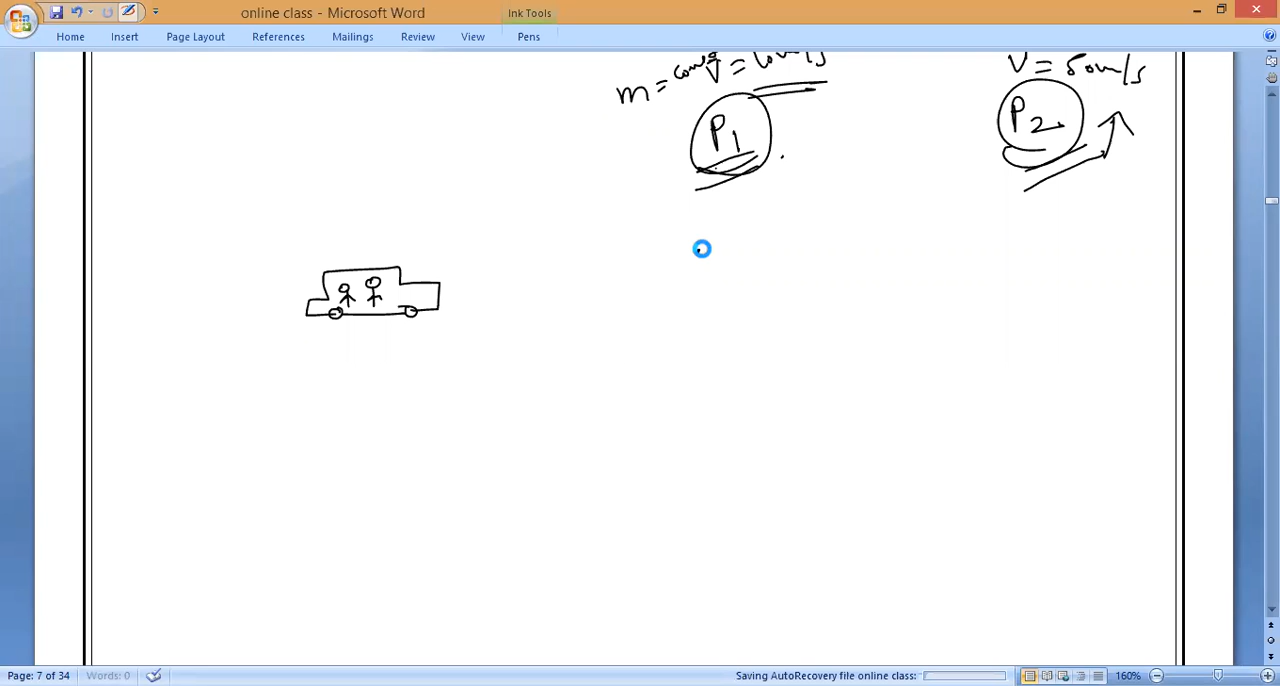 online class - Microsoft Word
Ink Tools
Home Insert Page Layout References Mailings Review View Pens
m = V = 10m/s
V = 50m/s
P1
P2
Page: 7 of 34 Words: 0 Saving AutoRecovery file online class: 160%